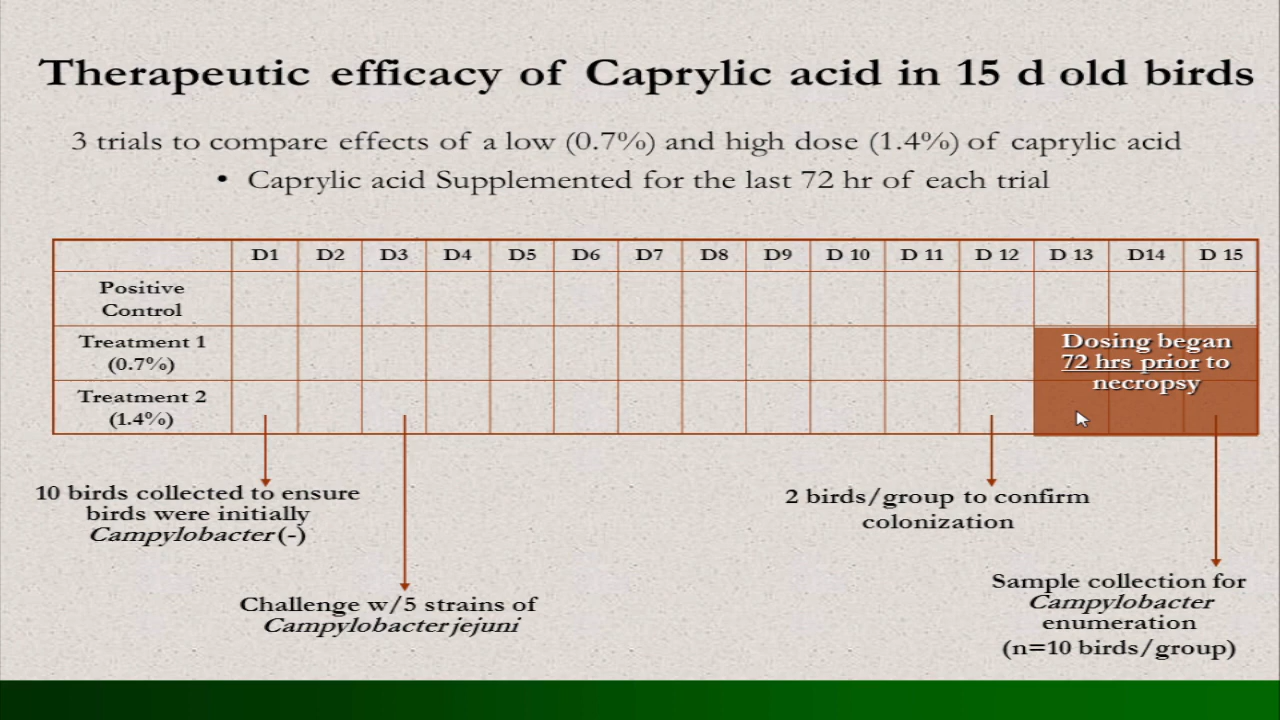 Therapeutic efficacy of Caprylic acid in 15 d old birds
3 trials to compare effects of a low (0.7%) and high dose (1.4%) of caprylic acid
• Caprylic acid Supplemented for the last 72 hr of each trial
D1 D2 D3 D4 D5 D6 D7 D8 D9 D 10 D 11 D 12 D 13 D14 D 15
Positive
Control
Treatment 1
(0.7%)
Treatment 2
(1.4%)
Dosing began
72 hrs prior to
necropsy
10 birds collected to ensure
birds were initially
Campylobacter (-)
Challenge w/5 strains of
Campylobacter jejuni
2 birds/group to confirm
colonization
Sample collection for
Campylobacter
enumeration
(n=10 birds/group)